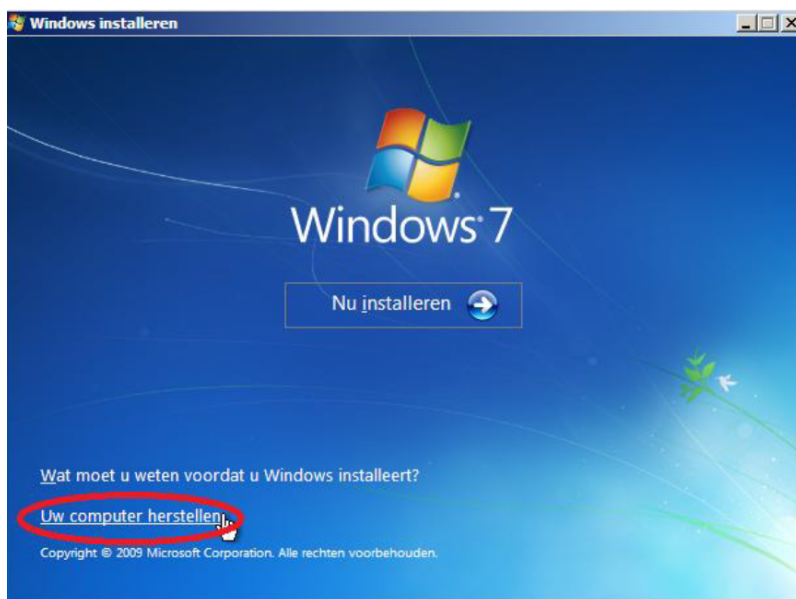 Windows installeren
Windows® 7
Nu installeren
Wat moet u weten voordat u Windows installeert?
Uw computer herstellen
Copyright © 2009 Microsoft Corporation. Alle rechten voorbehouden.